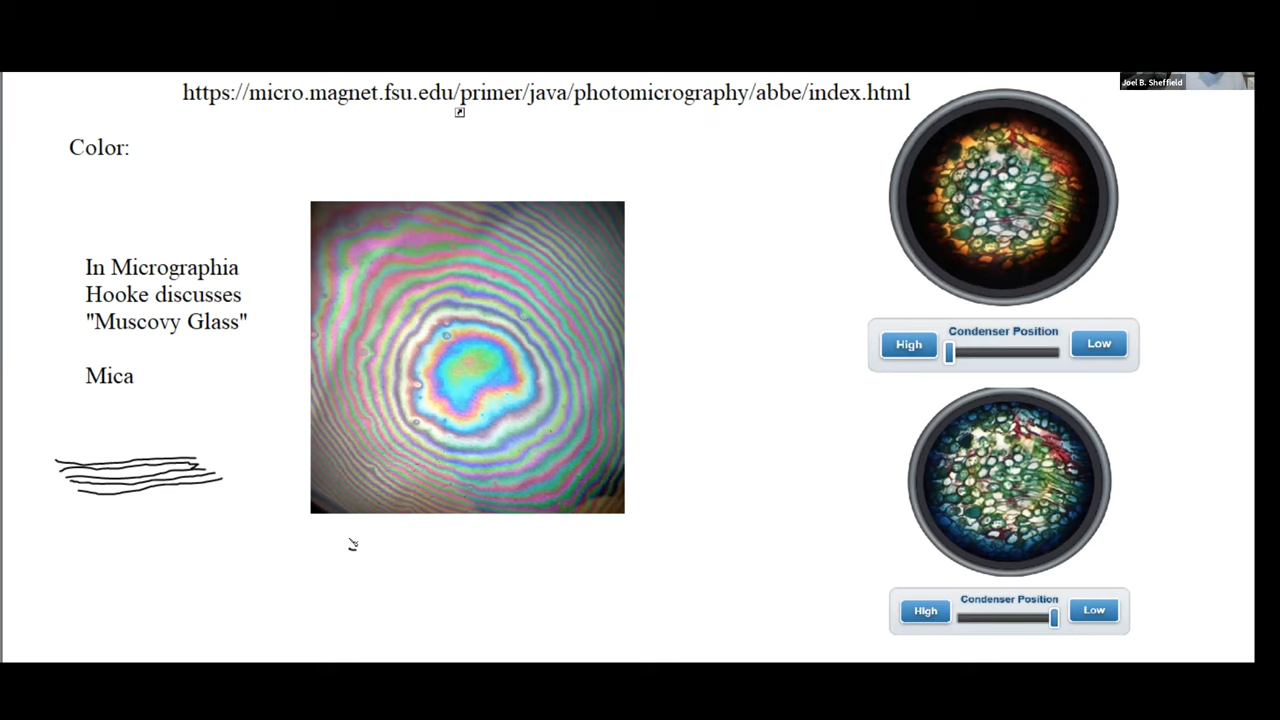 Joel B. Sheffield
https://micro.magnet.fsu.edu/primer/java/photomicrography/abbe/index.html
Color:
In Micrographia
Hooke discusses
"Muscovy Glass"
Mica
Condenser Position
High
Low
Condenser Position
High
Low